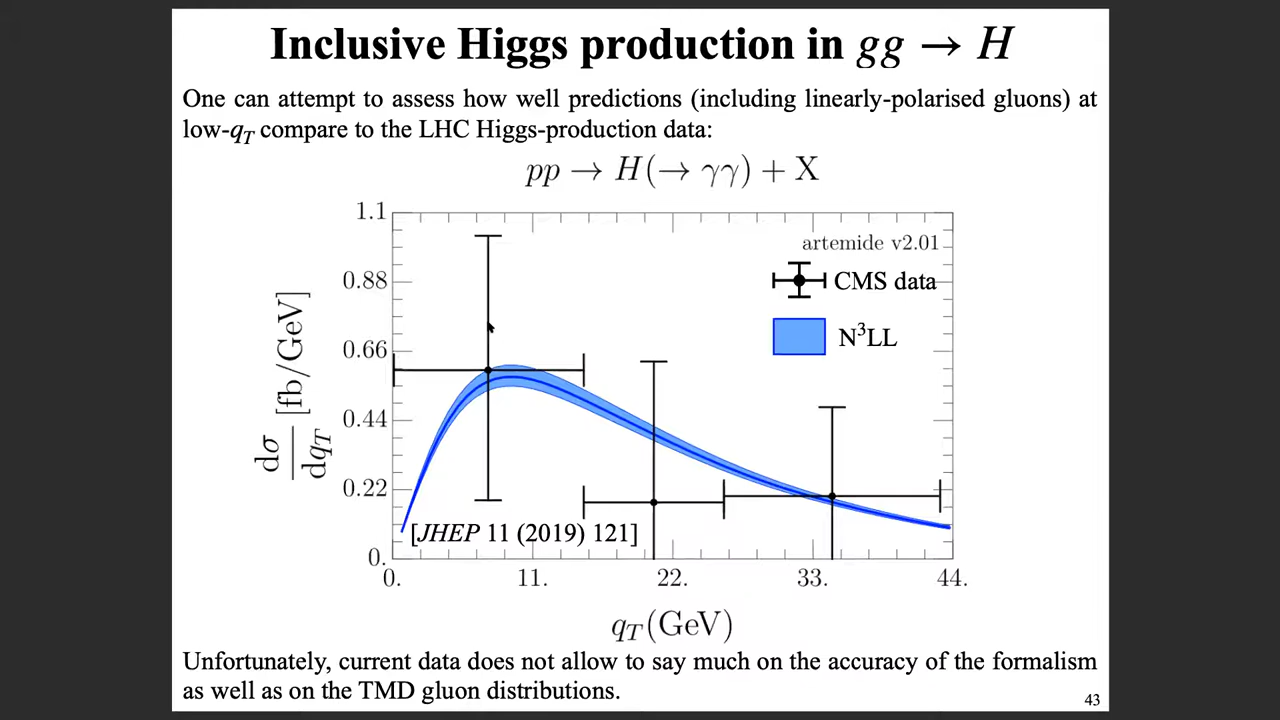 Inclusive Higgs production in gg → H
One can attempt to assess how well predictions (including linearly-polarised gluons) at
low-qT compare to the LHC Higgs-production data:
pp → H(→ γγ) + X
1.1
artemide v2.01
0.88
CMS data
0.66
N³LL
dσ/dqT [fb/GeV]
0.44
0.22
[JHEP 11 (2019) 121]
0.
0. 11. 22. 33. 44.
qT(GeV)
Unfortunately, current data does not allow to say much on the accuracy of the formalism
as well as on the TMD gluon distributions.
43